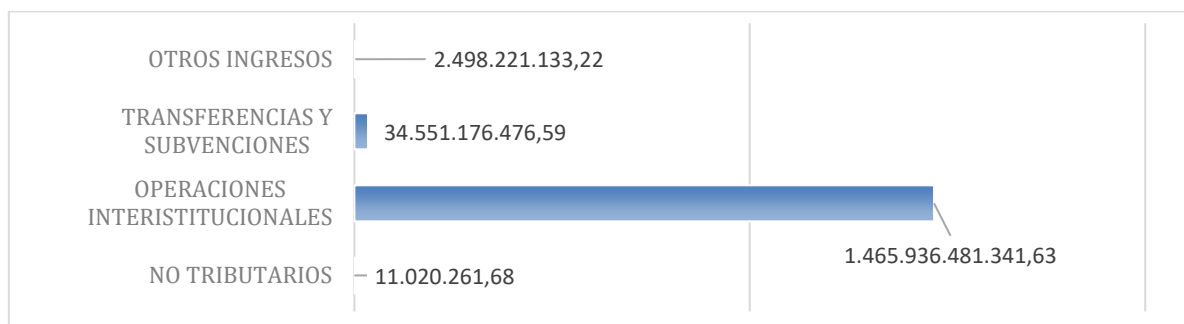 OTROS INGRESOS
2.498.221.133,22
TRANSFERENCIAS Y
SUBVENCIONES
34.551.176.476,59
OPERACIONES
INTERISTITUCIONALES
1.465.936.481.341,63
NO TRIBUTARIOS
11.020.261,68